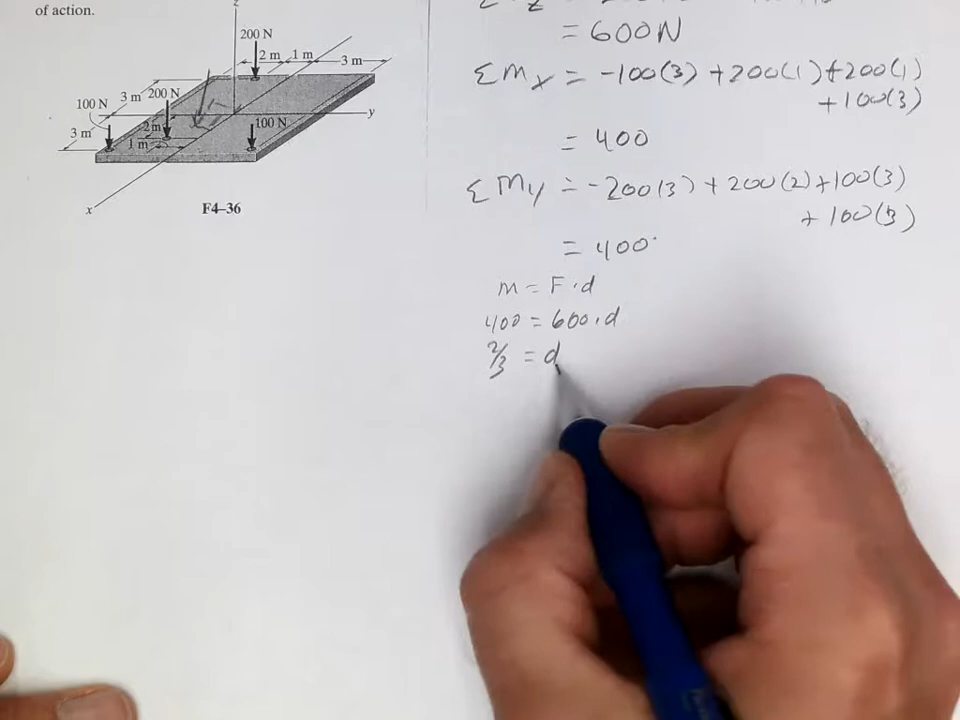 of action.
z
200 N
2 m
1 m
3 m
3 m
200 N
100 N
y
100 N
2 m
3 m
1 m
x
F4–36
= 600N
ΣMx = -100(3) +200(1)+200(1)
+100(3)
= 400
ΣMy = -200(3) + 200(2)+100(3)
+ 100(3)
= 400
m = F·d
400 = 600·d
2/3 = d